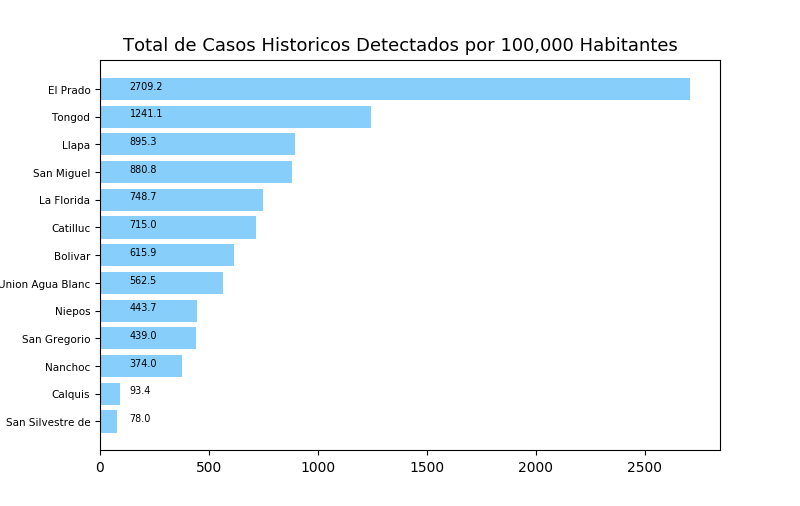 Total de Casos Historicos Detectados por 100,000 Habitantes
El Prado 2709.2
Tongod 1241.1
Llapa 895.3
San Miguel 880.8
La Florida 748.7
Catilluc 715.0
Bolivar 615.9
Union Agua Blanc 562.5
Niepos 443.7
San Gregorio 439.0
Nanchoc 374.0
Calquis 93.4
San Silvestre de 78.0
0 500 1000 1500 2000 2500